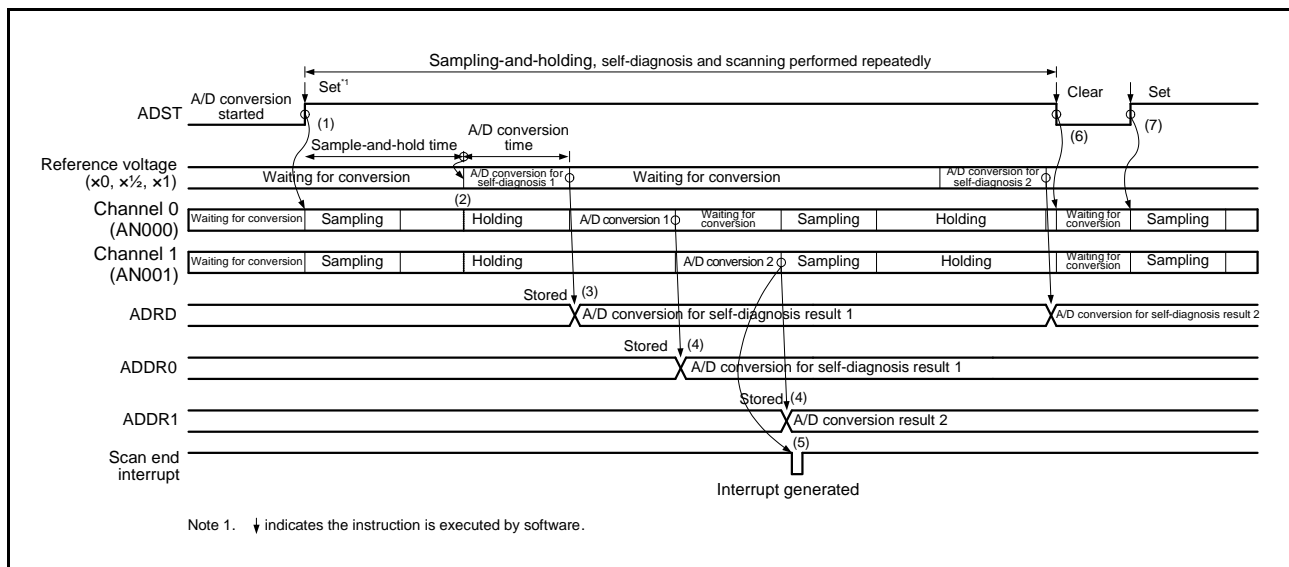 Sampling-and-holding, self-diagnosis and scanning performed repeatedly
A/D conversion
started
Set*1
Clear
Set
ADST
(1)
(6)
(7)
Sample-and-hold time
A/D conversion
time
Reference voltage
(×0, ×½, ×1)
Waiting for conversion
A/D conversion for
self-diagnosis 1
Waiting for conversion
A/D conversion for
self-diagnosis 2
(2)
Channel 0
(AN000)
Waiting for conversion
Sampling
Holding
A/D conversion 1
Waiting for
conversion
Sampling
Holding
Waiting for
conversion
Sampling
Channel 1
(AN001)
Waiting for conversion
Sampling
Holding
A/D conversion 2
Sampling
Holding
Waiting for
conversion
Sampling
Stored
(3)
ADRD
A/D conversion for self-diagnosis result 1
A/D conversion for self-diagnosis result 2
Stored
(4)
ADDR0
A/D conversion for self-diagnosis result 1
Stored
(4)
ADDR1
A/D conversion result 2
Scan end
interrupt
(5)
Interrupt generated
Note 1. ↓ indicates the instruction is executed by software.